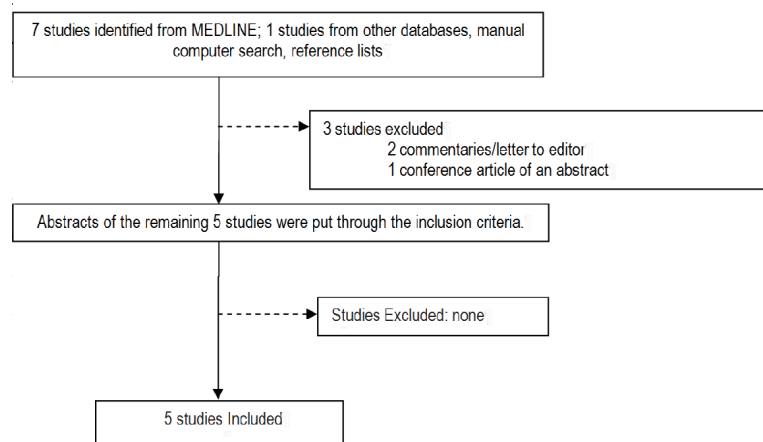 7 studies identified from MEDLINE; 1 studies from other databases, manual
computer search, reference lists
3 studies excluded
2 commentaries/letter to editor
1 conference article of an abstract
Abstracts of the remaining 5 studies were put through the inclusion criteria.
Studies Excluded: none
5 studies Included